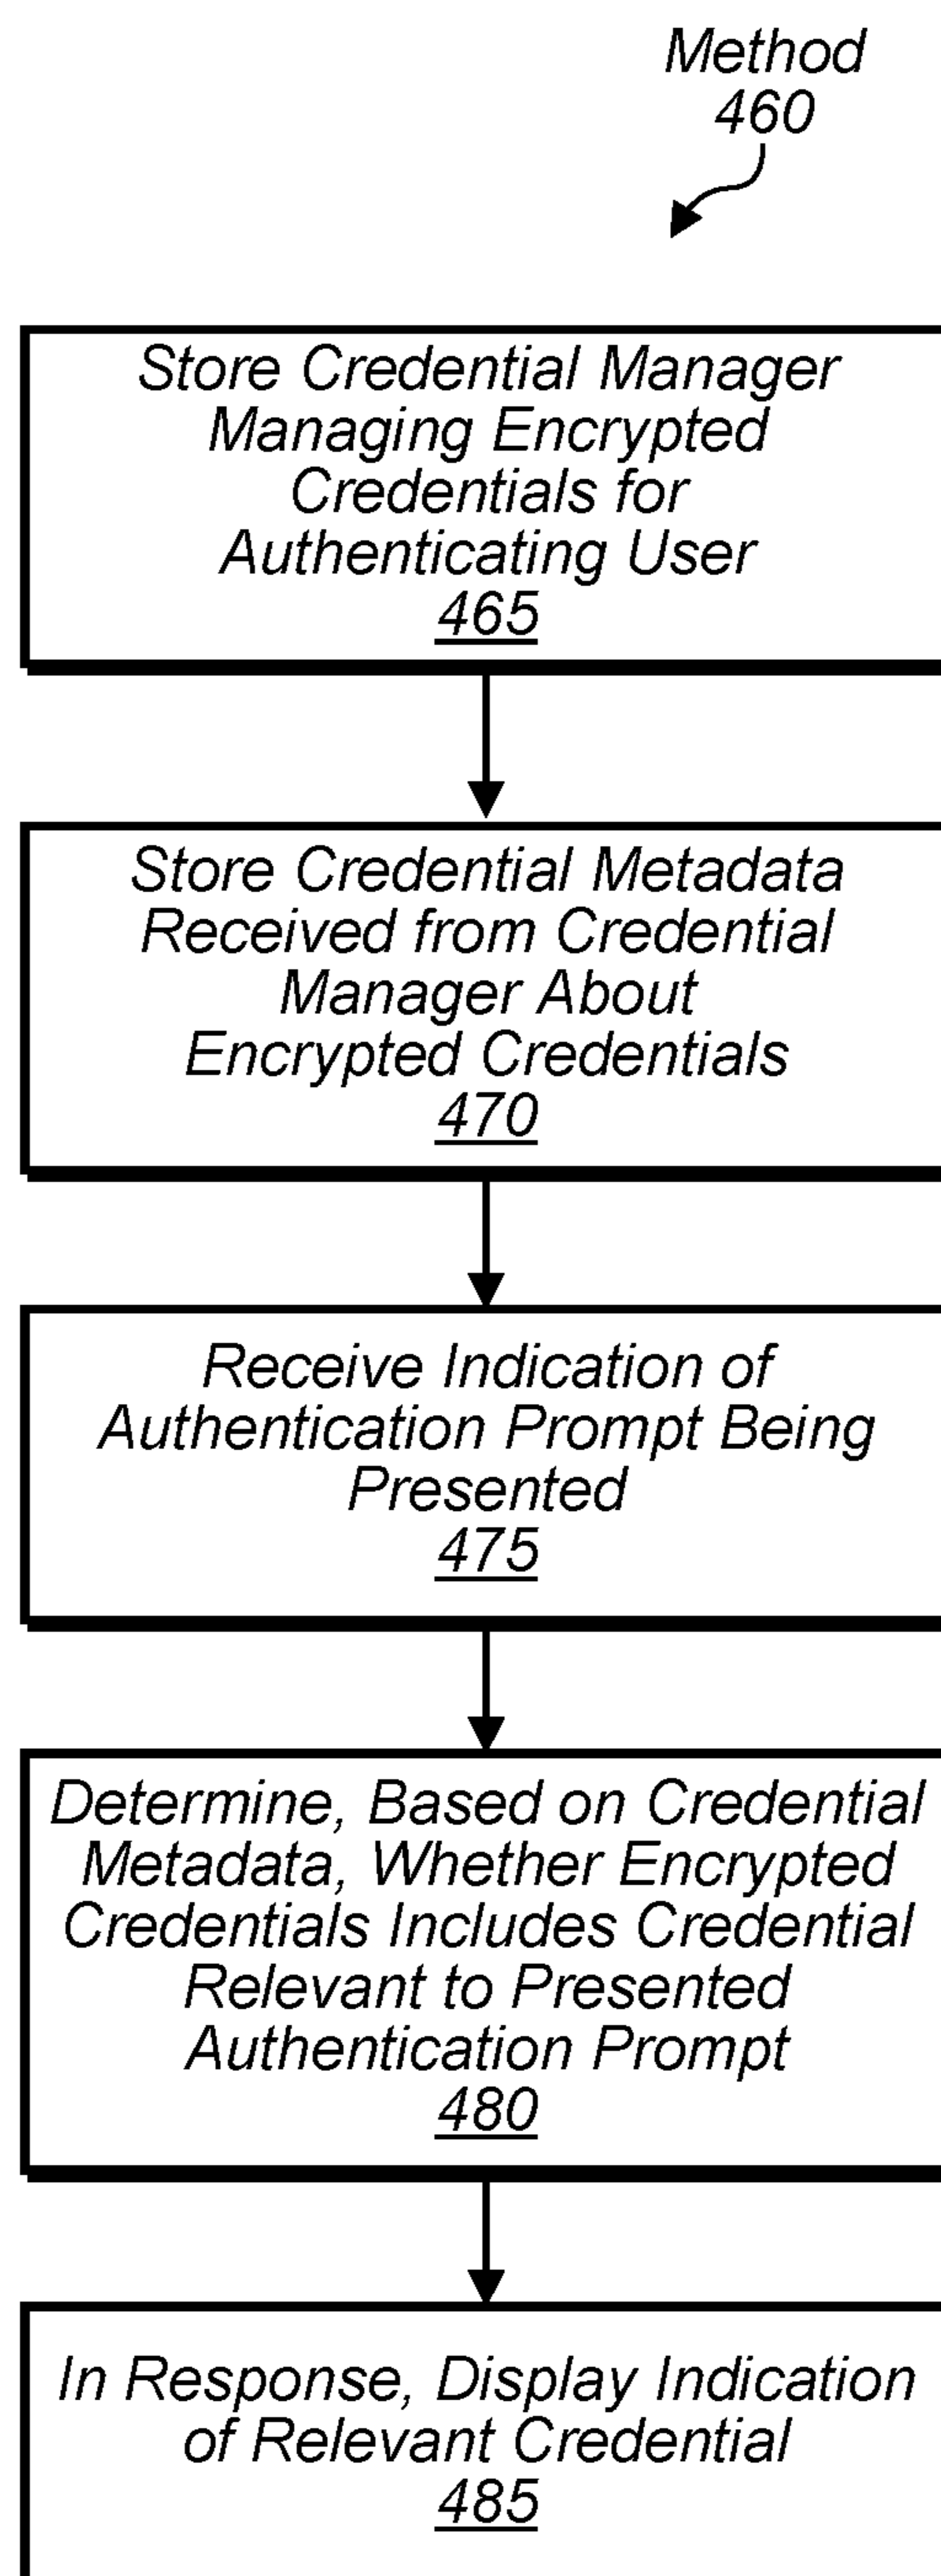 Method
460
Store Credential Manager
Managing Encrypted
Credentials for
Authenticating User
465
Store Credential Metadata
Received from Credential
Manager About
Encrypted Credentials
470
Receive Indication of
Authentication Prompt Being
Presented
475
Determine, Based on Credential
Metadata, Whether Encrypted
Credentials Includes Credential
Relevant to Presented
Authentication Prompt
480
In Response, Display Indication
of Relevant Credential
485